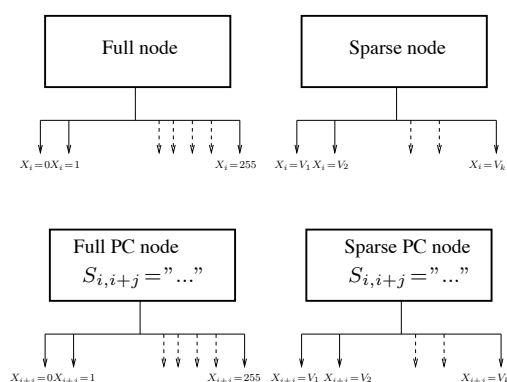 Full node
Sparse node
X_i=0 X_i=1 X_i=255
X_i=V_1 X_i=V_2 X_i=V_k
Full PC node
S_{i,i+j}="..."
Sparse PC node
S_{i,i+j}="..."
X_{i+j}=0 X_{i+j}=1 X_{i+j}=255
X_{i+j}=V_1 X_{i+j}=V_2 X_{i+j}=V_k